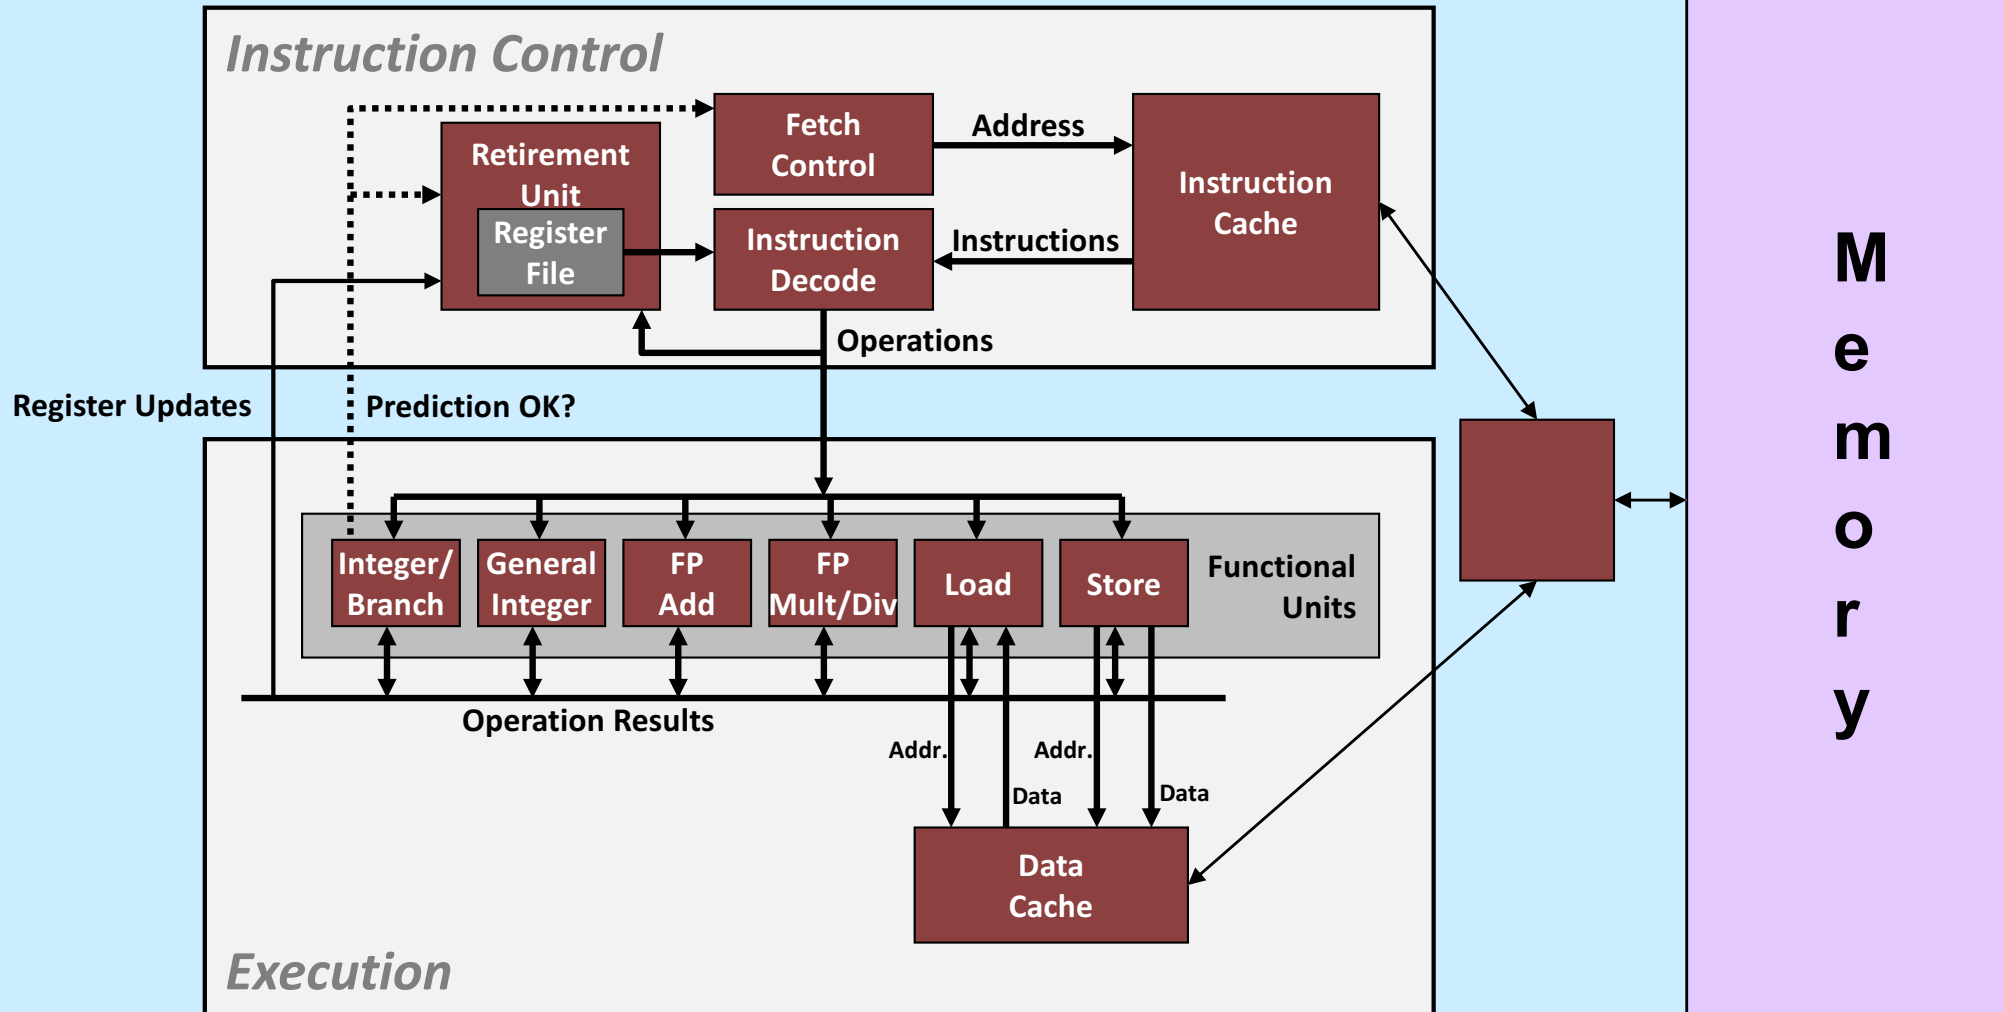 Instruction Control
Fetch
Control
Address
Instruction
Cache
Retirement
Unit
Register
File
Instruction
Decode
Instructions
Operations
Register Updates
Prediction OK?
Integer/
Branch
General
Integer
FP
Add
FP
Mult/Div
Load
Store
Functional
Units
Operation Results
Addr.
Data
Addr.
Data
Data
Cache
Execution
M
e
m
o
r
y